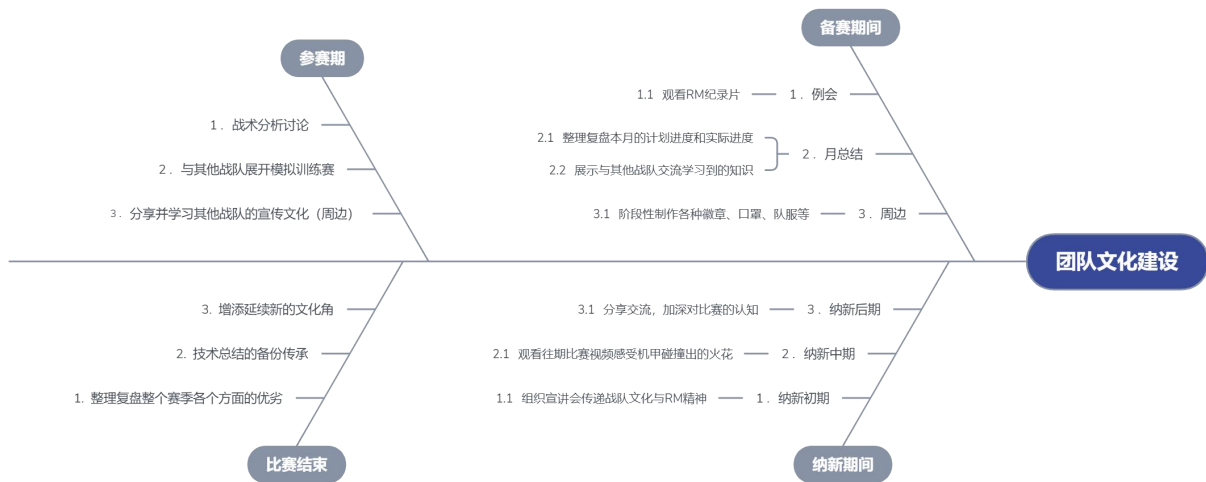 参赛期
1. 战术分析讨论
2. 与其他战队展开模拟训练赛
3. 分享并学习其他战队的宣传文化（周边）
备赛期间
1. 例会
1.1 观看RM纪录片
2. 月总结
2.1 整理复盘本月的计划进度和实际进度
2.2 展示与其他战队交流学习到的知识
3. 周边
3.1 阶段性制作各种徽章、口罩、队服等
团队文化建设
3. 增添延续新的文化角
2. 技术总结的备份传承
1. 整理复盘整个赛季各个方面的优劣
比赛结束
3. 纳新后期
3.1 分享交流，加深对比赛的认知
2. 纳新中期
2.1 观看往期比赛视频感受机甲碰撞出的火花
1. 纳新初期
1.1 组织宣讲会传递战队文化与RM精神
纳新期间